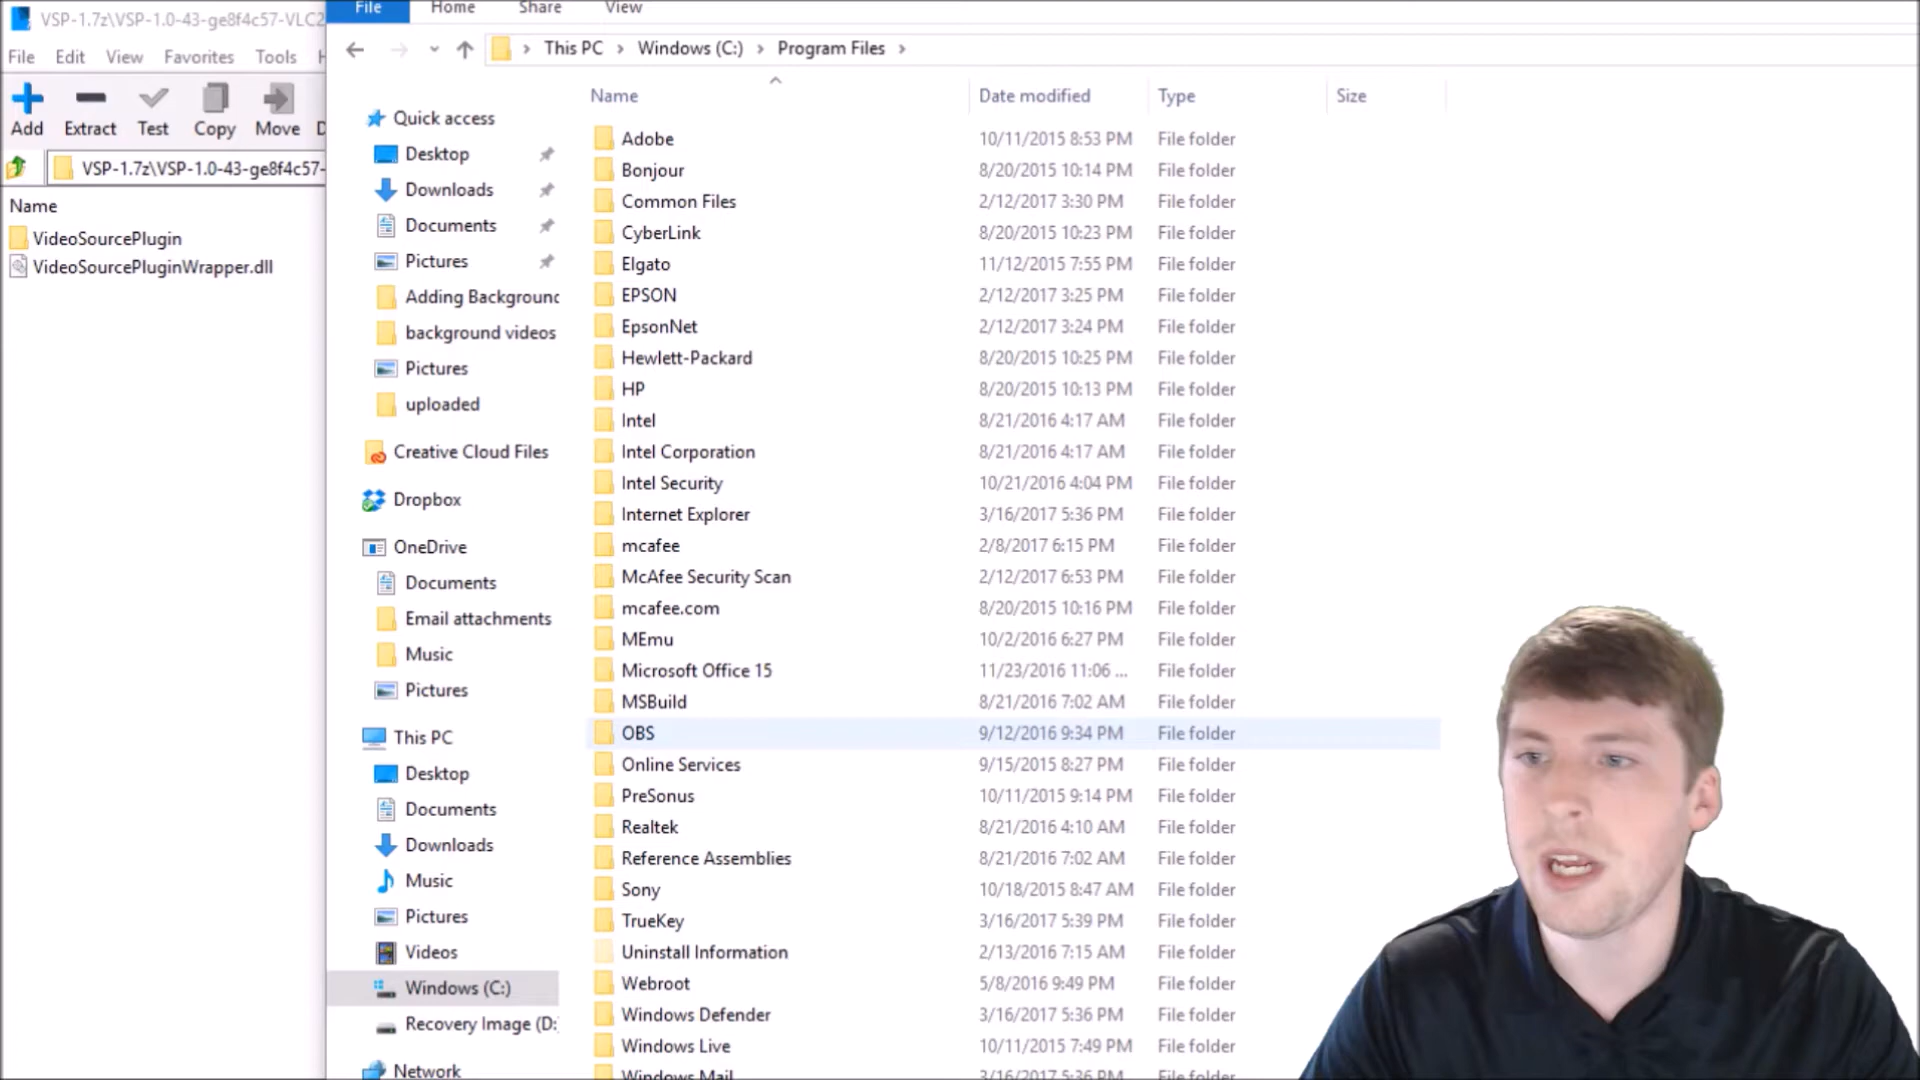 VSP-1.7z\VSP-1.0-43-ge8f4c57-VLC2
File Edit View Favorites Tools H
Add Extract Test Copy Move D
VSP-1.7z\VSP-1.0-43-ge8f4c57-
Name
VideoSourcePlugin
VideoSourcePluginWrapper.dll
File Home Share View
This PC Windows (C:) Program Files
Quick access
Desktop
Downloads
Documents
Pictures
Adding Background
background videos
Pictures
uploaded
Creative Cloud Files
Dropbox
OneDrive
Documents
Email attachments
Music
Pictures
This PC
Desktop
Documents
Downloads
Music
Pictures
Videos
Windows (C:)
Recovery Image (D:
Network
Name Date modified Type Size
Adobe 10/11/2015 8:53 PM File folder
Bonjour 8/20/2015 10:14 PM File folder
Common Files 2/12/2017 3:30 PM File folder
CyberLink 8/20/2015 10:23 PM File folder
Elgato 11/12/2015 7:55 PM File folder
EPSON 2/12/2017 3:25 PM File folder
EpsonNet 2/12/2017 3:24 PM File folder
Hewlett-Packard 8/20/2015 10:25 PM File folder
HP 8/20/2015 10:13 PM File folder
Intel 8/21/2016 4:17 AM File folder
Intel Corporation 8/21/2016 4:17 AM File folder
Intel Security 10/21/2016 4:04 PM File folder
Internet Explorer 3/16/2017 5:36 PM File folder
mcafee 2/8/2017 6:15 PM File folder
McAfee Security Scan 2/12/2017 6:53 PM File folder
mcafee.com 8/20/2015 10:16 PM File folder
MEmu 10/2/2016 6:27 PM File folder
Microsoft Office 15 11/23/2016 11:06 ... File folder
MSBuild 8/21/2016 7:02 AM File folder
OBS 9/12/2016 9:34 PM File folder
Online Services 9/15/2015 8:27 PM File folder
PreSonus 10/11/2015 9:14 PM File folder
Realtek 8/21/2016 4:10 AM File folder
Reference Assemblies 8/21/2016 7:02 AM File folder
Sony 10/18/2015 8:47 AM File folder
TrueKey 3/16/2017 5:39 PM File folder
Uninstall Information 2/13/2016 7:15 AM File folder
Webroot 5/8/2016 9:49 PM File folder
Windows Defender 3/16/2017 5:36 PM File folder
Windows Live 10/11/2015 7:49 PM File folder
Windows Mail 3/16/2017 5:36 PM File folder